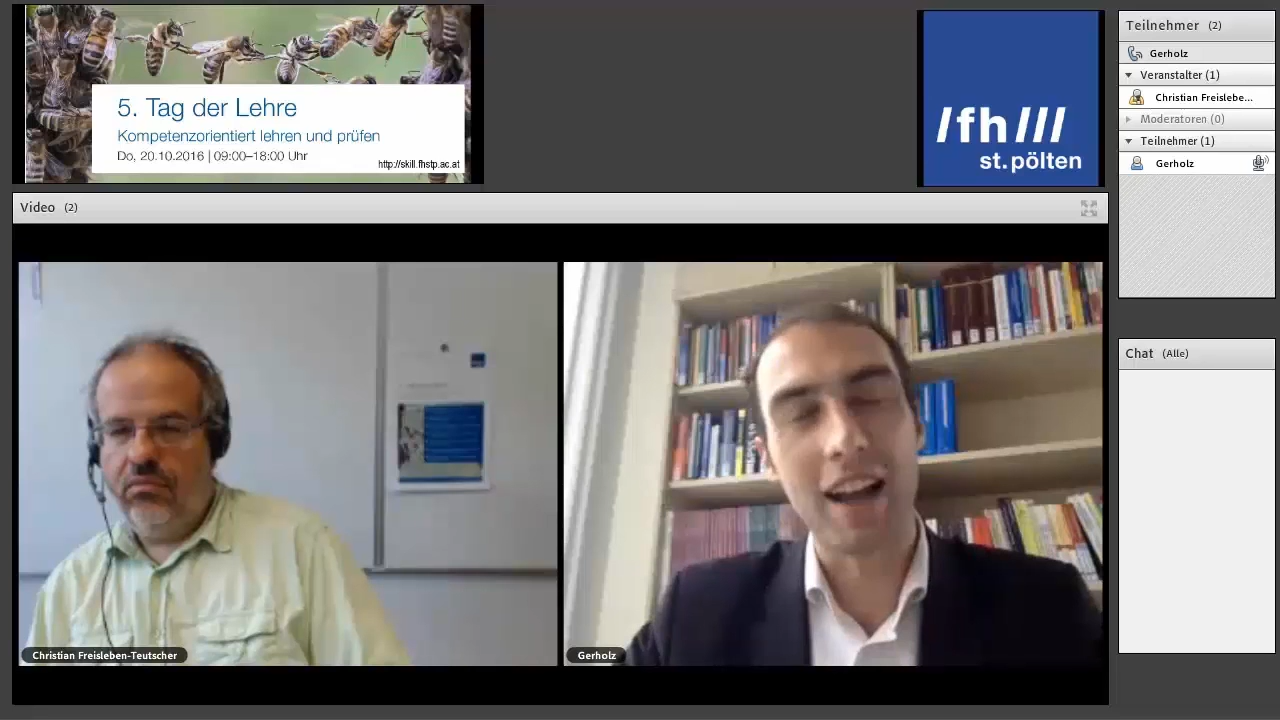 5. Tag der Lehre
Kompetenzorientiert lehren und prüfen
Do, 20.10.2016 | 09:00–18:00 Uhr
http://skill.fhstp.ac.at
/fh///
st.pölten
Teilnehmer (2)
Gerholz
Veranstalter (1)
Christian Freislebe...
Moderatoren (0)
Teilnehmer (1)
Gerholz
Video (2)
Christian Freisleben-Teutscher
Gerholz
Chat (Alle)